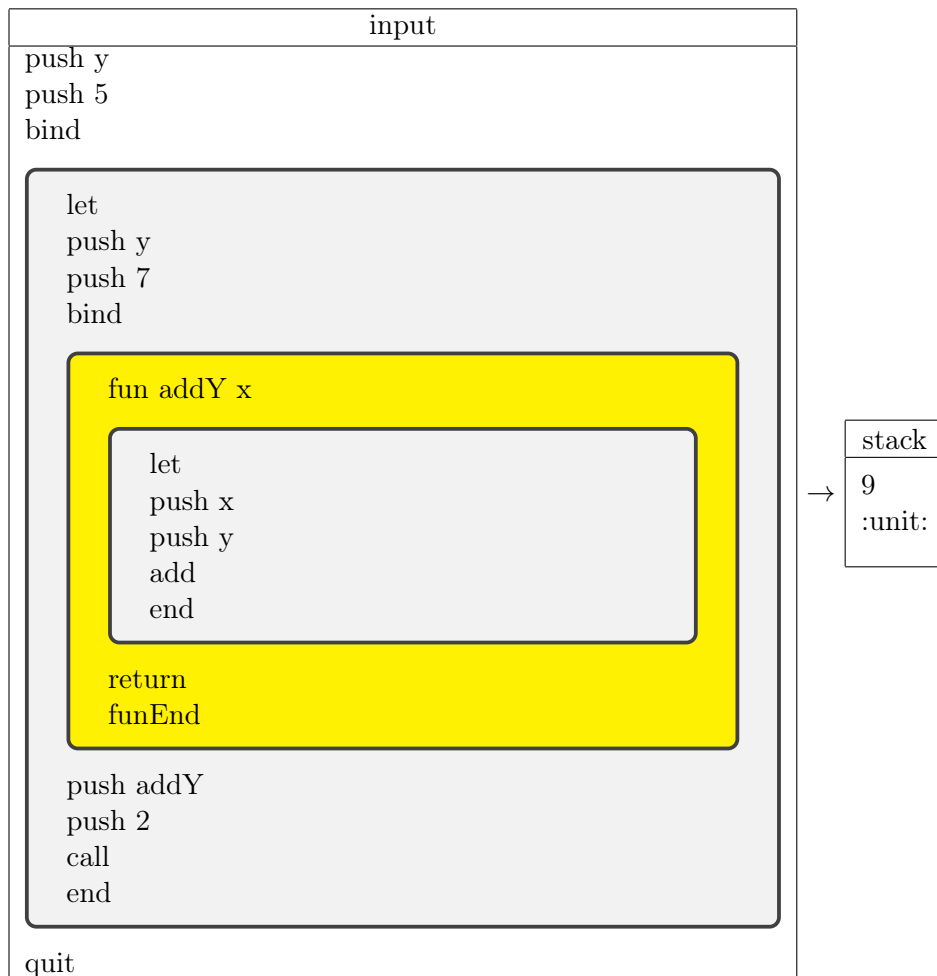 input
push y
push 5
bind
let
push y
push 7
bind
fun addY x
let
push x
push y
add
end
return
funEnd
push addY
push 2
call
end
quit
→
stack
9
:unit: